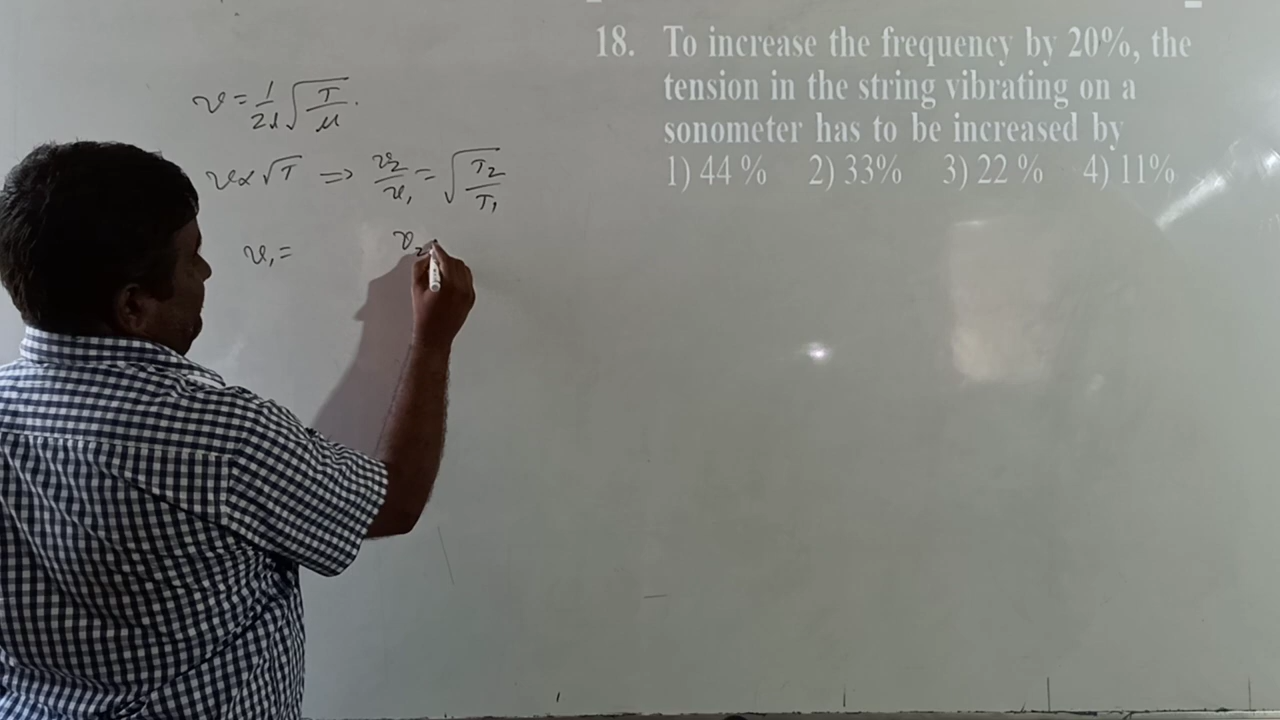 18. To increase the frequency by 20%, the
tension in the string vibrating on a
sonometer has to be increased by
1) 44 % 2) 33% 3) 22 % 4) 11%
ν = 1/2l √T/μ.
ν ∝ √T ⇒ ν₂/ν₁ = √T₂/T₁
ν₁ = ν₂